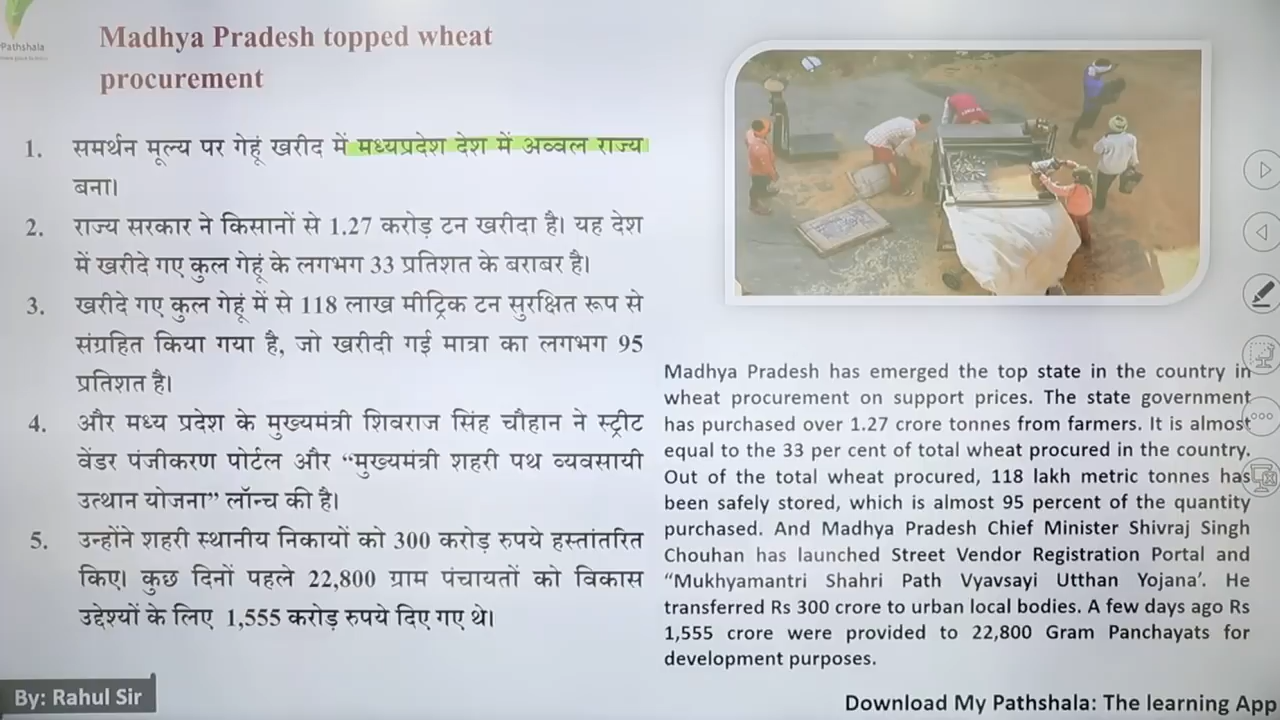 Pathshala
Madhya Pradesh topped wheat
procurement
1. समर्थन मूल्य पर गेहूं खरीद में मध्यप्रदेश देश में अव्वल राज्य
बना।
2. राज्य सरकार ने किसानों से 1.27 करोड़ टन खरीदा है। यह देश
में खरीदे गए कुल गेहूं के लगभग 33 प्रतिशत के बराबर है।
3. खरीदे गए कुल गेहूं में से 118 लाख मीट्रिक टन सुरक्षित रूप से
संग्रहित किया गया है, जो खरीदी गई मात्रा का लगभग 95
प्रतिशत है।
4. और मध्य प्रदेश के मुख्यमंत्री शिवराज सिंह चौहान ने स्ट्रीट
वेंडर पंजीकरण पोर्टल और “मुख्यमंत्री शहरी पथ व्यवसायी
उत्थान योजना” लॉन्च की है।
5. उन्होंने शहरी स्थानीय निकायों को 300 करोड़ रुपये हस्तांतरित
किए। कुछ दिनों पहले 22,800 ग्राम पंचायतों को विकास
उद्देश्यों के लिए 1,555 करोड़ रुपये दिए गए थे।
Madhya Pradesh has emerged the top state in the country in
wheat procurement on support prices. The state government
has purchased over 1.27 crore tonnes from farmers. It is almost
equal to the 33 per cent of total wheat procured in the country.
Out of the total wheat procured, 118 lakh metric tonnes has
been safely stored, which is almost 95 percent of the quantity
purchased. And Madhya Pradesh Chief Minister Shivraj Singh
Chouhan has launched Street Vendor Registration Portal and
“Mukhyamantri Shahri Path Vyavsayi Utthan Yojana’. He
transferred Rs 300 crore to urban local bodies. A few days ago Rs
1,555 crore were provided to 22,800 Gram Panchayats for
development purposes.
By: Rahul Sir
Download My Pathshala: The learning App